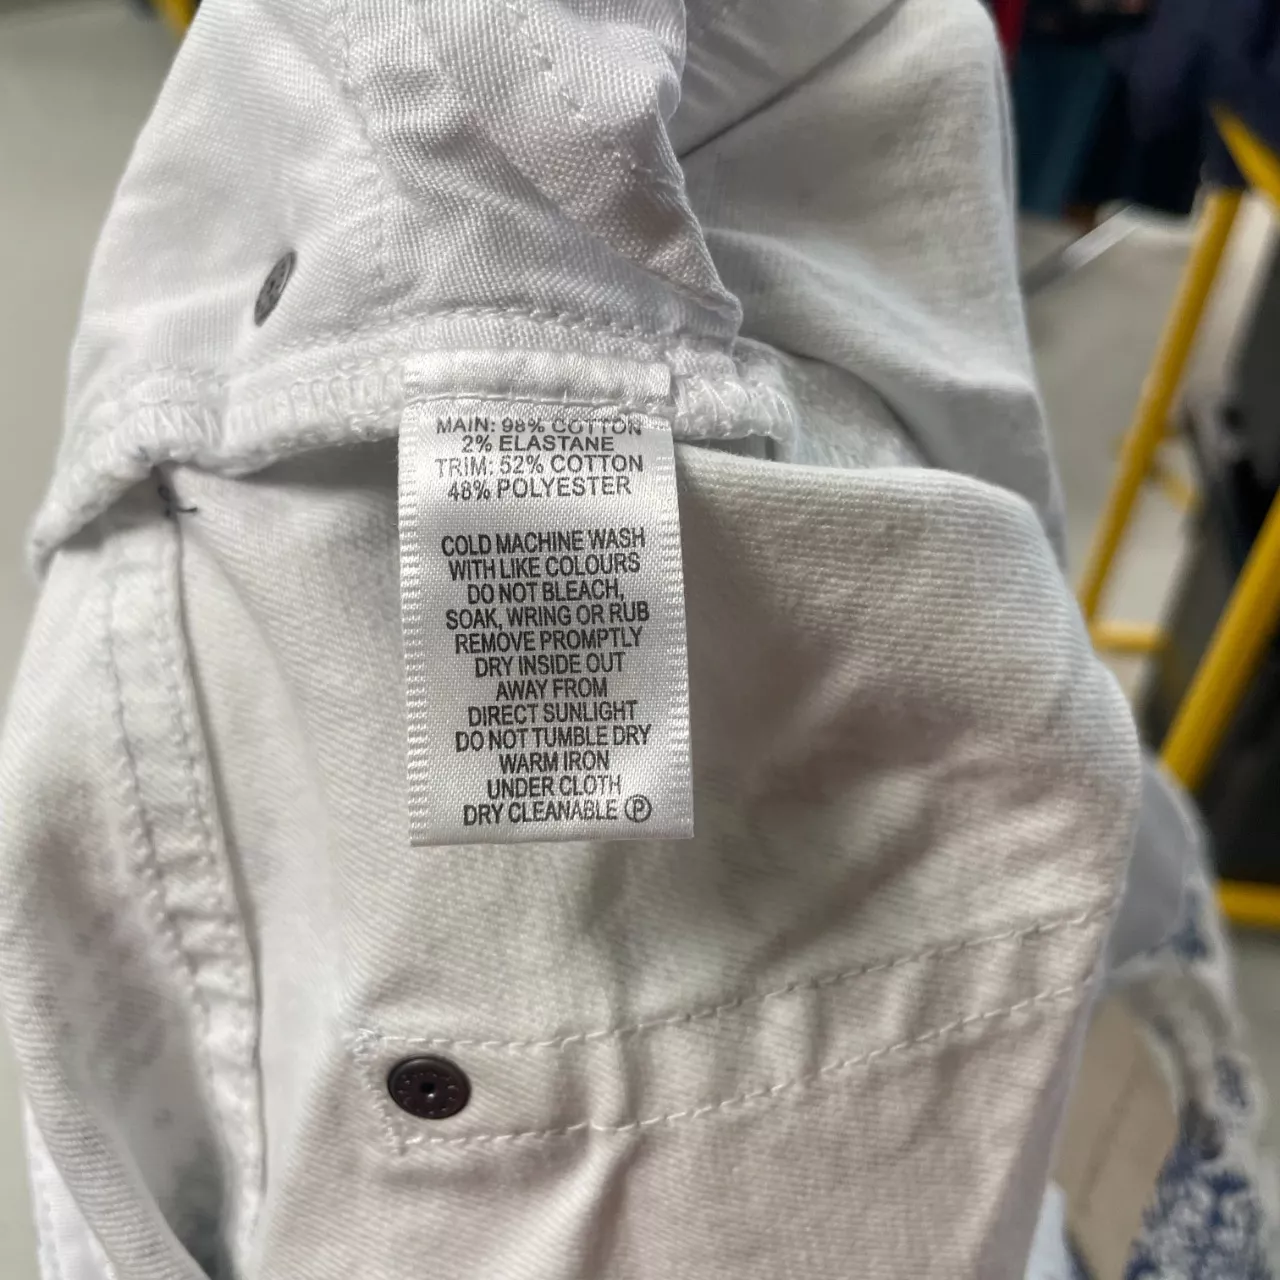 MAIN: 98% COTTON
2% ELASTANE
TRIM: 52% COTTON
48% POLYESTER
COLD MACHINE WASH
WITH LIKE COLOURS
DO NOT BLEACH,
SOAK, WRING OR RUB
REMOVE PROMPTLY
DRY INSIDE OUT
AWAY FROM
DIRECT SUNLIGHT
DO NOT TUMBLE DRY
WARM IRON
UNDER CLOTH
DRY CLEANABLE Ⓟ